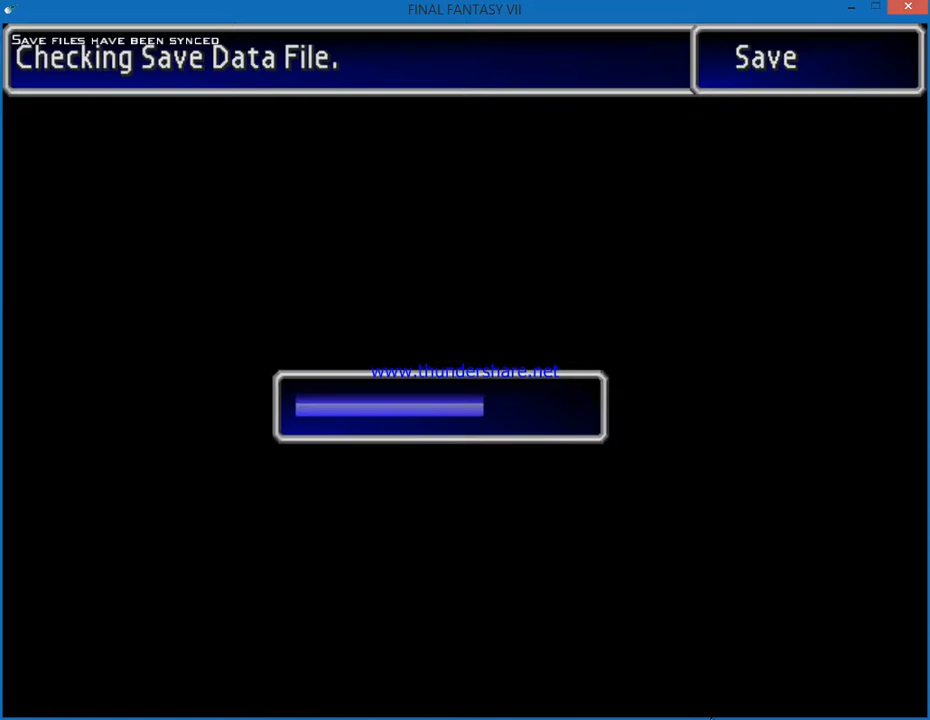 FINAL FANTASY VII
SAVE FILES HAVE BEEN SYNCED
Checking Save Data File.
Save
www.thundershare.net